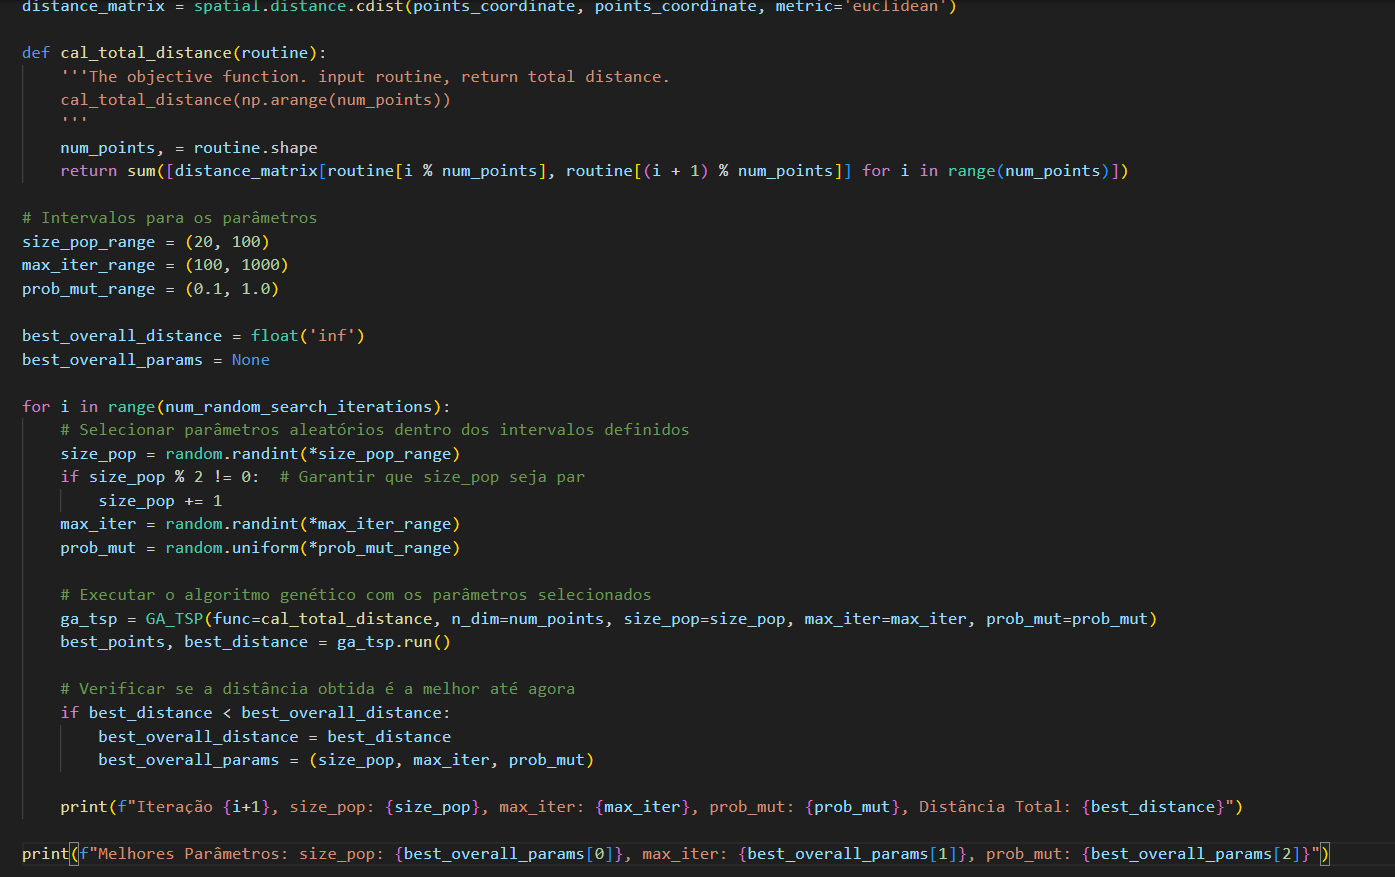 distance_matrix = spatial.distance.cdist(points_coordinate, points_coordinate, metric='euclidean')
def cal_total_distance(routine):
    '''The objective function. input routine, return total distance.
    cal_total_distance(np.arange(num_points))
    '''
    num_points, = routine.shape
    return sum([distance_matrix[routine[i % num_points], routine[(i + 1) % num_points]] for i in range(num_points)])
# Intervalos para os parâmetros
size_pop_range = (20, 100)
max_iter_range = (100, 1000)
prob_mut_range = (0.1, 1.0)
best_overall_distance = float('inf')
best_overall_params = None
for i in range(num_random_search_iterations):
    # Selecionar parâmetros aleatórios dentro dos intervalos definidos
    size_pop = random.randint(*size_pop_range)
    if size_pop % 2 != 0:  # Garantir que size_pop seja par
        size_pop += 1
    max_iter = random.randint(*max_iter_range)
    prob_mut = random.uniform(*prob_mut_range)
    # Executar o algoritmo genético com os parâmetros selecionados
    ga_tsp = GA_TSP(func=cal_total_distance, n_dim=num_points, size_pop=size_pop, max_iter=max_iter, prob_mut=prob_mut)
    best_points, best_distance = ga_tsp.run()
    # Verificar se a distância obtida é a melhor até agora
    if best_distance < best_overall_distance:
        best_overall_distance = best_distance
        best_overall_params = (size_pop, max_iter, prob_mut)
    print(f"Iteração {i+1}, size_pop: {size_pop}, max_iter: {max_iter}, prob_mut: {prob_mut}, Distância Total: {best_distance}")
print(f"Melhores Parâmetros: size_pop: {best_overall_params[0]}, max_iter: {best_overall_params[1]}, prob_mut: {best_overall_params[2]}")